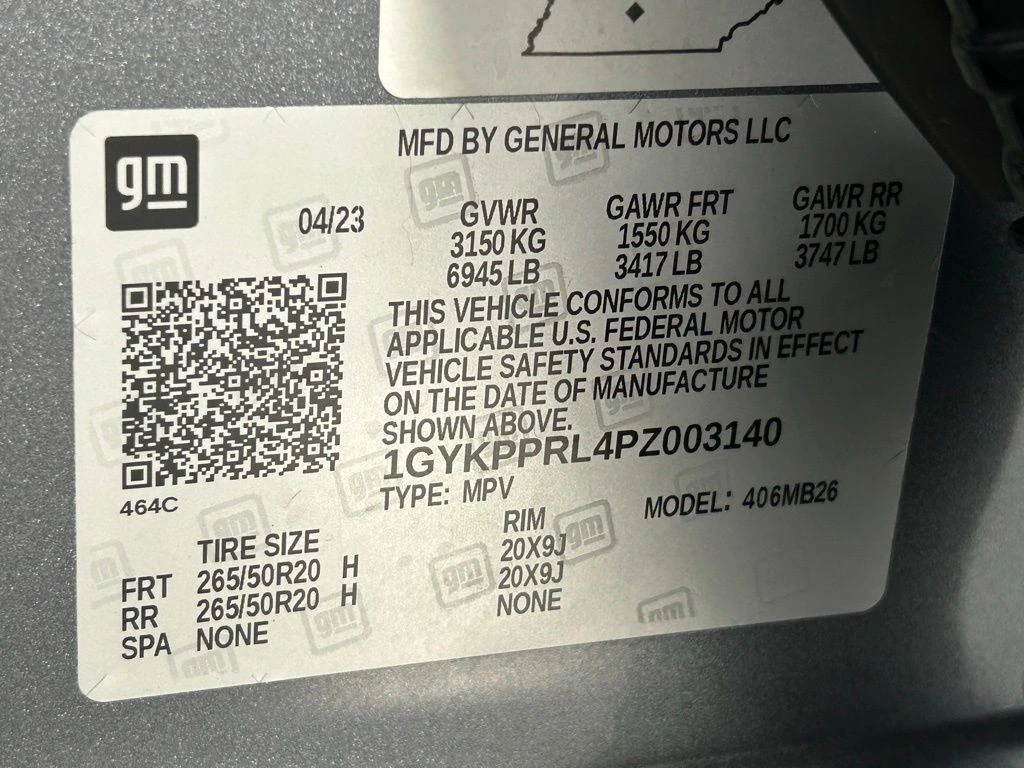 gm
MFD BY GENERAL MOTORS LLC
04/23 GVWR GAWR FRT GAWR RR
3150 KG 1550 KG 1700 KG
6945 LB 3417 LB 3747 LB
THIS VEHICLE CONFORMS TO ALL
APPLICABLE U.S. FEDERAL MOTOR
VEHICLE SAFETY STANDARDS IN EFFECT
ON THE DATE OF MANUFACTURE
SHOWN ABOVE.
1GYKPPRL4PZ003140
464C
TYPE: MPV MODEL: 406MB26
TIRE SIZE RIM
FRT 265/50R20 H 20X9J
RR 265/50R20 H 20X9J
SPA NONE NONE